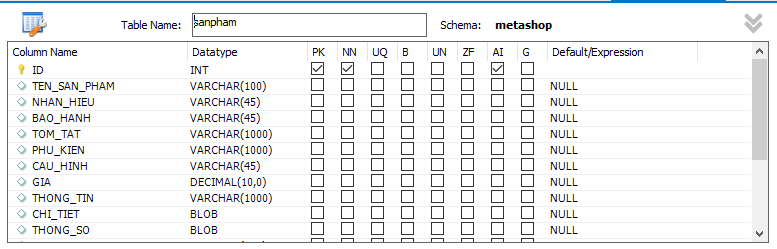 Table Name: sanpham Schema: metashop
Column Name Datatype PK NN UQ B UN ZF AI G Default/Expression
ID INT
TEN_SAN_PHAM VARCHAR(100) NULL
NHAN_HIEU VARCHAR(45) NULL
BAO_HANH VARCHAR(45) NULL
TOM_TAT VARCHAR(1000) NULL
PHU_KIEN VARCHAR(1000) NULL
CAU_HINH VARCHAR(45) NULL
GIA DECIMAL(10,0) NULL
THONG_TIN VARCHAR(1000) NULL
CHI_TIET BLOB NULL
THONG_SO BLOB NULL